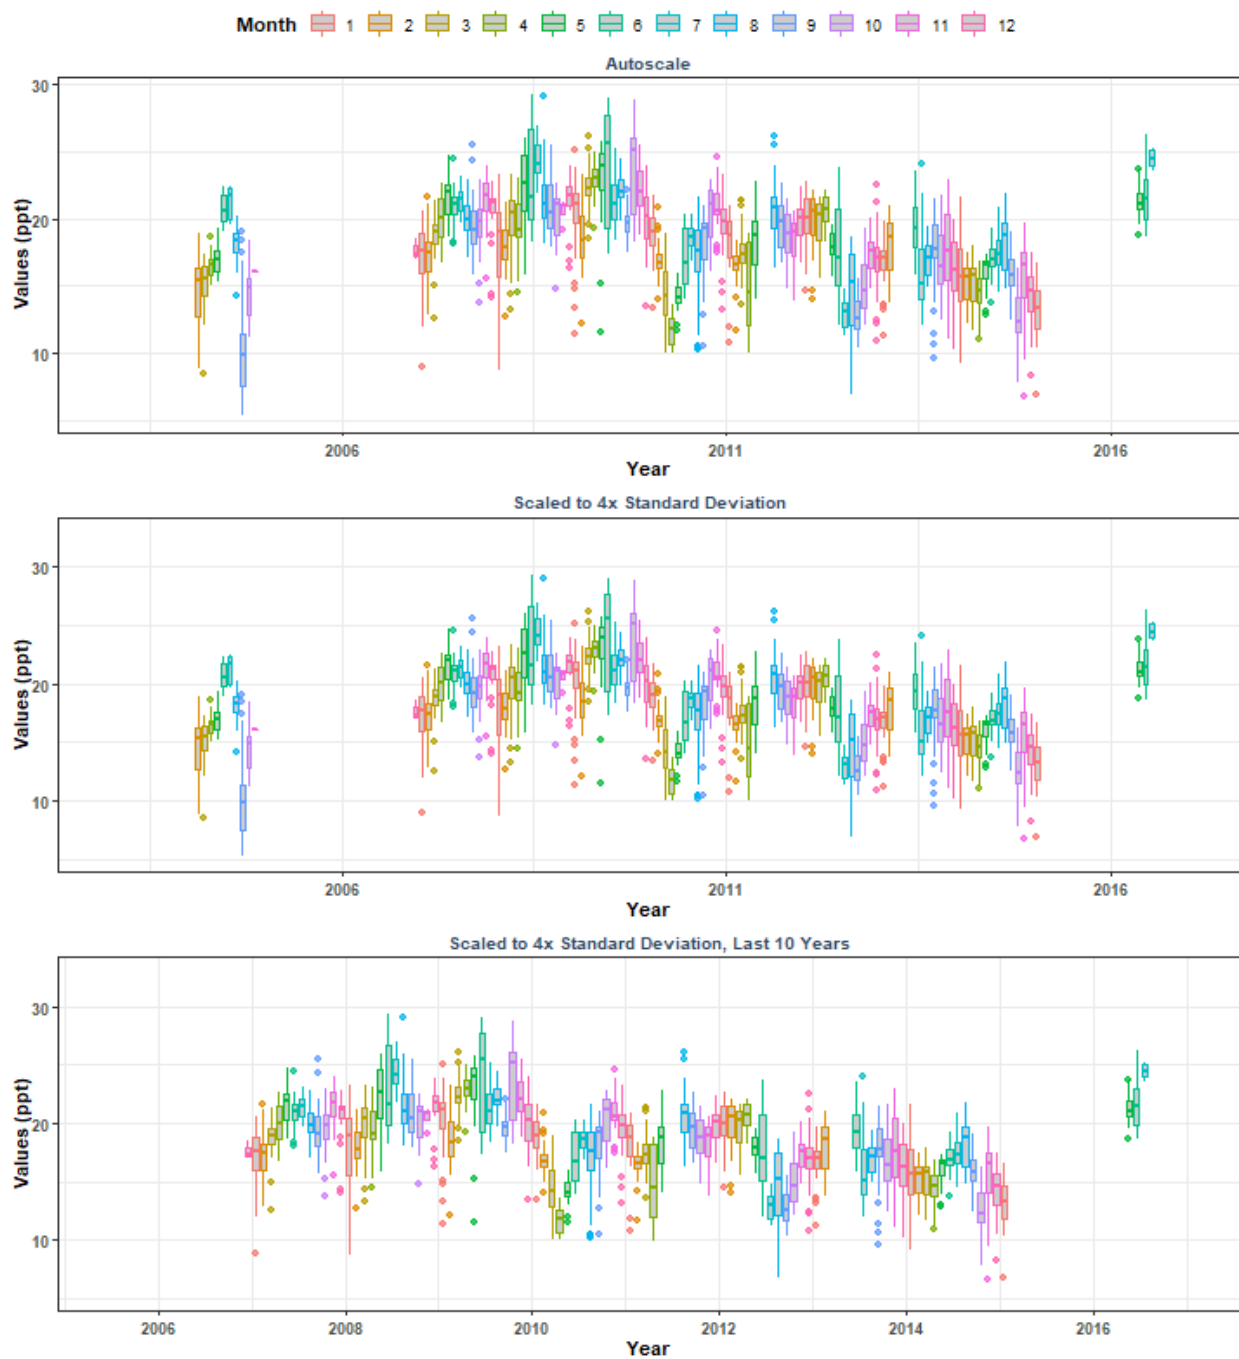 Month 1 2 3 4 5 6 7 8 9 10 11 12
Autoscale
30
20
10
Values (ppt)
2006 2011 2016
Year
Scaled to 4x Standard Deviation
30
20
10
Values (ppt)
2006 2011 2016
Year
Scaled to 4x Standard Deviation, Last 10 Years
30
20
10
Values (ppt)
2006 2008 2010 2012 2014 2016
Year